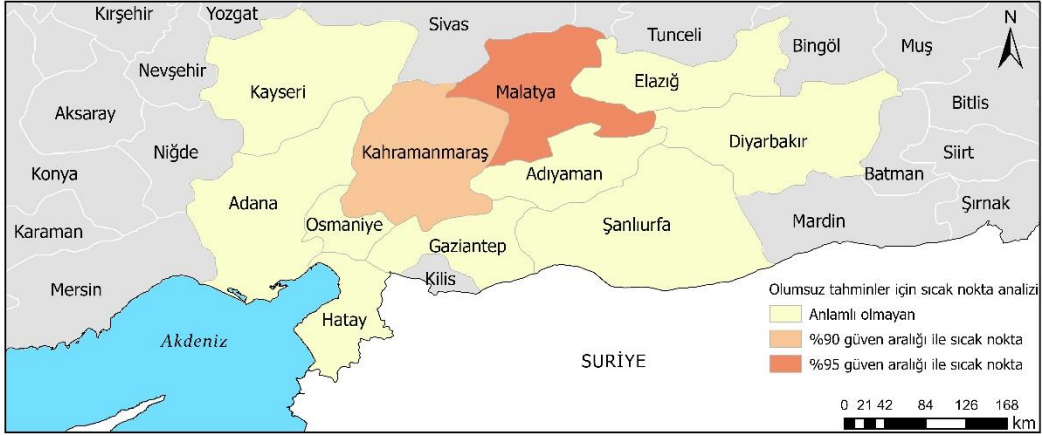 Kırşehir
Yozgat
Sivas
Tunceli
Bingöl
Muş
N
Nevşehir
Kayseri
Malatya
Elazığ
Aksaray
Bitlis
Niğde
Kahramanmaraş
Diyarbakır
Siirt
Konya
Adıyaman
Batman
Adana
Şırnak
Karaman
Osmaniye
Şanlıurfa
Mardin
Gaziantep
Kilis
Mersin
Hatay
Akdeniz
SURİYE
Olumsuz tahminler için sıcak nokta analizi
Anlamlı olmayan
%90 güven aralığı ile sıcak nokta
%95 güven aralığı ile sıcak nokta
0 21 42 84 126 168
km